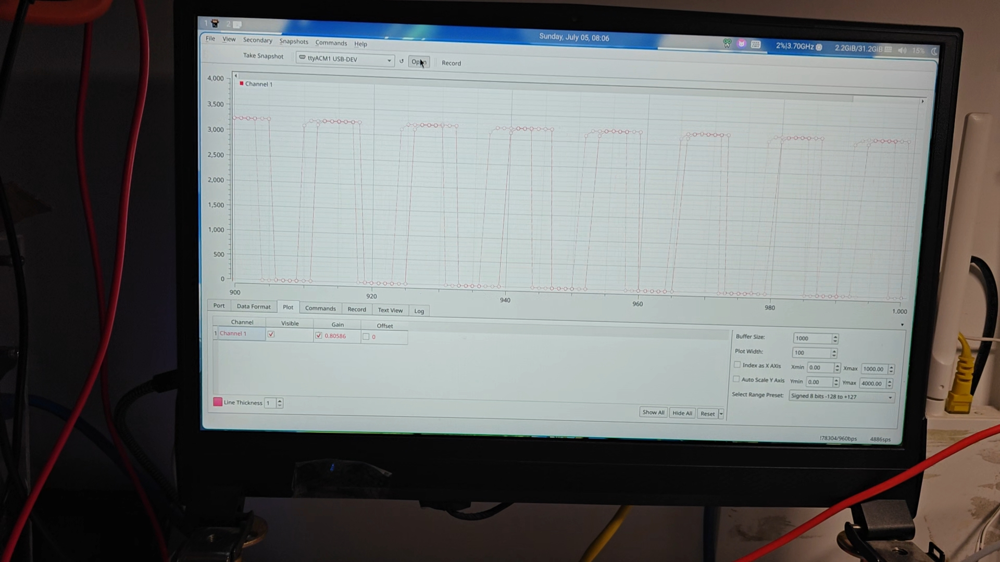 1 2
Sunday, July 05, 08:06
2%|3.70GHz 2.2GiB/31.2GiB 15%
File View Secondary Snapshots Commands Help
Take Snapshot ttyACM1 USB-DEV Open Record
Channel 1
4,000
3,500
3,000
2,500
2,000
1,500
1,000
500
0
900 920 940 960 980 1.000
Port Data Format Plot Commands Record Text View Log
Channel Visible Gain Offset
1 Channel 1 0.80586 0
Buffer Size: 1000
Plot Width: 100
Index as X AXis Xmin 0.00 Xmax 1000.00
Auto Scale Y Axis Ymin 0.00 Ymax 4000.00
Select Range Preset: Signed 8 bits -128 to +127
Line Thickness 1
Show All Hide All Reset
!78304/960bps 4886sps